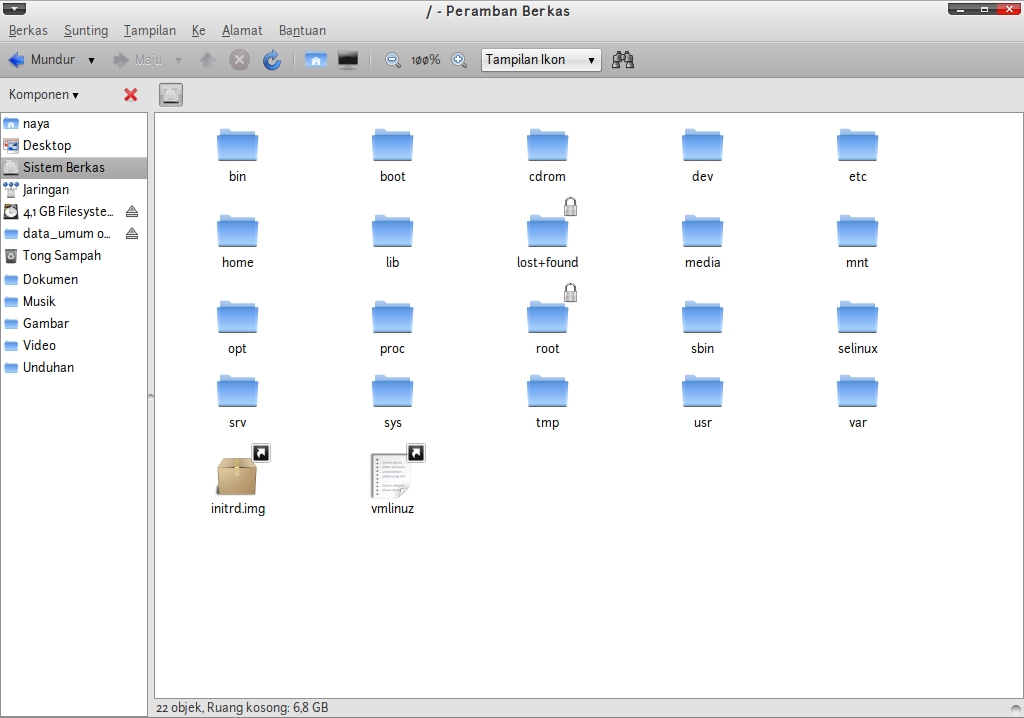 / - Peramban Berkas
Berkas Sunting Tampilan Ke Alamat Bantuan
Mundur Maju 100% Tampilan Ikon
Komponen
naya
Desktop
Sistem Berkas
Jaringan
4,1 GB Filesyste...
data_umum o...
Tong Sampah
Dokumen
Musik
Gambar
Video
Unduhan
bin boot cdrom dev etc
home lib lost+found media mnt
opt proc root sbin selinux
srv sys tmp usr var
initrd.img vmlinuz
22 objek, Ruang kosong: 6,8 GB